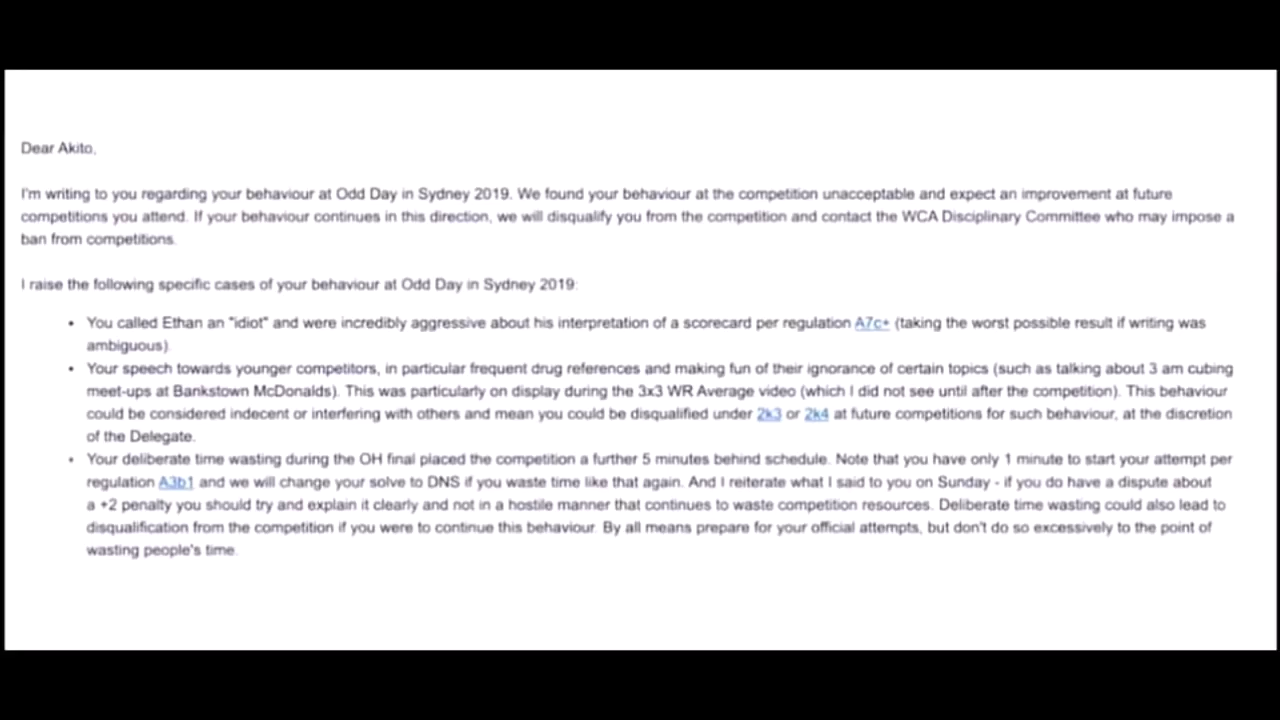 Dear Akito,
I'm writing to you regarding your behaviour at Odd Day in Sydney 2019. We found your behaviour at the competition unacceptable and expect an improvement at future
competitions you attend. If your behaviour continues in this direction, we will disqualify you from the competition and contact the WCA Disciplinary Committee who may impose a
ban from competitions.
I raise the following specific cases of your behaviour at Odd Day in Sydney 2019:
• You called Ethan an "idiot" and were incredibly aggressive about his interpretation of a scorecard per regulation A7c+ (taking the worst possible result if writing was
ambiguous).
• Your speech towards younger competitors, in particular frequent drug references and making fun of their ignorance of certain topics (such as talking about 3 am cubing
meet-ups at Bankstown McDonalds). This was particularly on display during the 3x3 WR Average video (which I did not see until after the competition). This behaviour
could be considered indecent or interfering with others and mean you could be disqualified under 2k3 or 2k4 at future competitions for such behaviour, at the discretion
of the Delegate.
• Your deliberate time wasting during the OH final placed the competition a further 5 minutes behind schedule. Note that you have only 1 minute to start your attempt per
regulation A3b1 and we will change your solve to DNS if you waste time like that again. And I reiterate what I said to you on Sunday - if you do have a dispute about
a +2 penalty you should try and explain it clearly and not in a hostile manner that continues to waste competition resources. Deliberate time wasting could also lead to
disqualification from the competition if you were to continue this behaviour. By all means prepare for your official attempts, but don't do so excessively to the point of
wasting people's time.